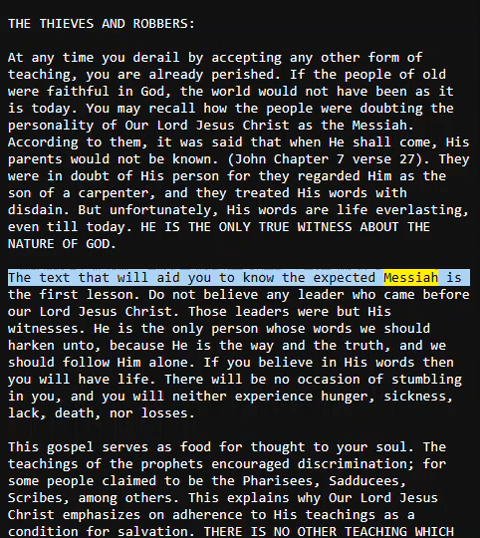 THE THIEVES AND ROBBERS:
At any time you derail by accepting any other form of
teaching, you are already perished. If the people of old
were faithful in God, the world would not have been as it
is today. You may recall how the people were doubting the
personality of Our Lord Jesus Christ as the Messiah.
According to them, it was said that when He shall come, His
parents would not be known. (John Chapter 7 verse 27). They
were in doubt of His person for they regarded Him as the
son of a carpenter, and they treated His words with
disdain. But unfortunately, His words are life everlasting,
even till today. HE IS THE ONLY TRUE WITNESS ABOUT THE
NATURE OF GOD.
The text that will aid you to know the expected Messiah is
the first lesson. Do not believe any leader who came before
our Lord Jesus Christ. Those leaders were but His
witnesses. He is the only person whose words we should
harken unto, because He is the way and the truth, and we
should follow Him alone. If you believe in His words then
you will have life. There will be no occasion of stumbling
in you, and you will neither experience hunger, sickness,
lack, death, nor losses.
This gospel serves as food for thought to your soul. The
teachings of the prophets encouraged discrimination; for
some people claimed to be the Pharisees, Sadducees,
Scribes, among others. This explains why Our Lord Jesus
Christ emphasizes on adherence to His teachings as a
condition for salvation. THERE IS NO OTHER TEACHING WHICH